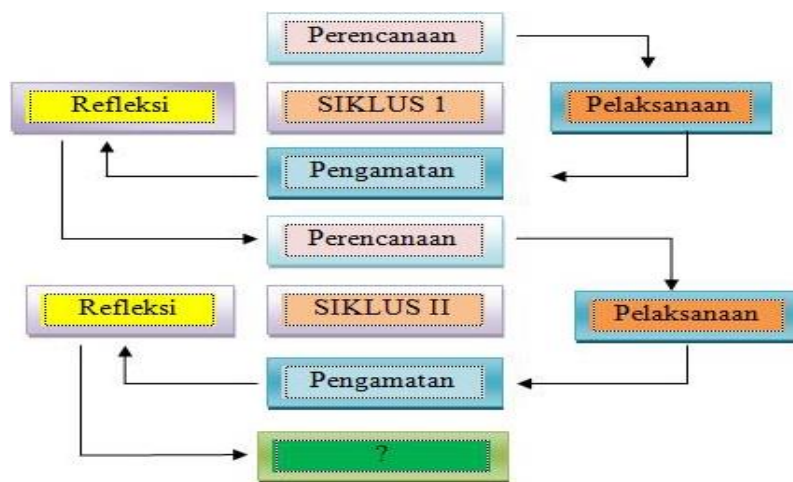 Perencanaan
Refleksi
SIKLUS 1
Pelaksanaan
Pengamatan
Perencanaan
Refleksi
SIKLUS II
Pelaksanaan
Pengamatan
?